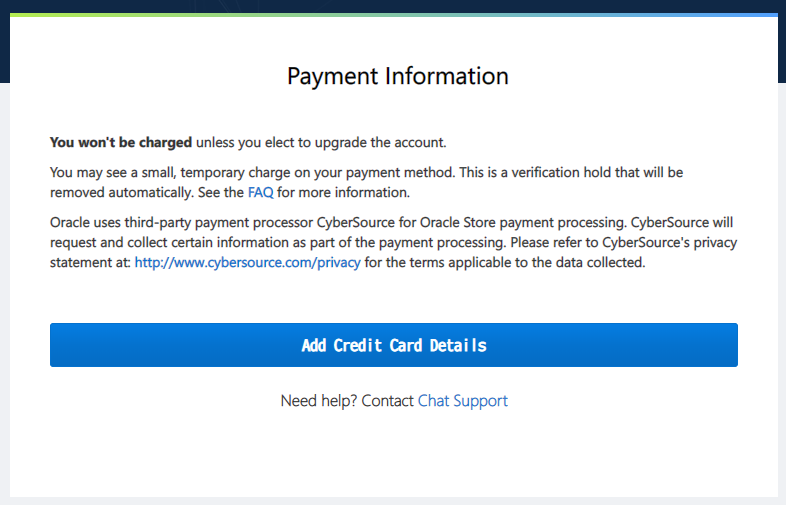 Payment Information
You won't be charged unless you elect to upgrade the account.
You may see a small, temporary charge on your payment method. This is a verification hold that will be
removed automatically. See the FAQ for more information.
Oracle uses third-party payment processor CyberSource for Oracle Store payment processing. CyberSource will
request and collect certain information as part of the payment processing. Please refer to CyberSource's privacy
statement at: http://www.cybersource.com/privacy for the terms applicable to the data collected.
Add Credit Card Details
Need help? Contact Chat Support